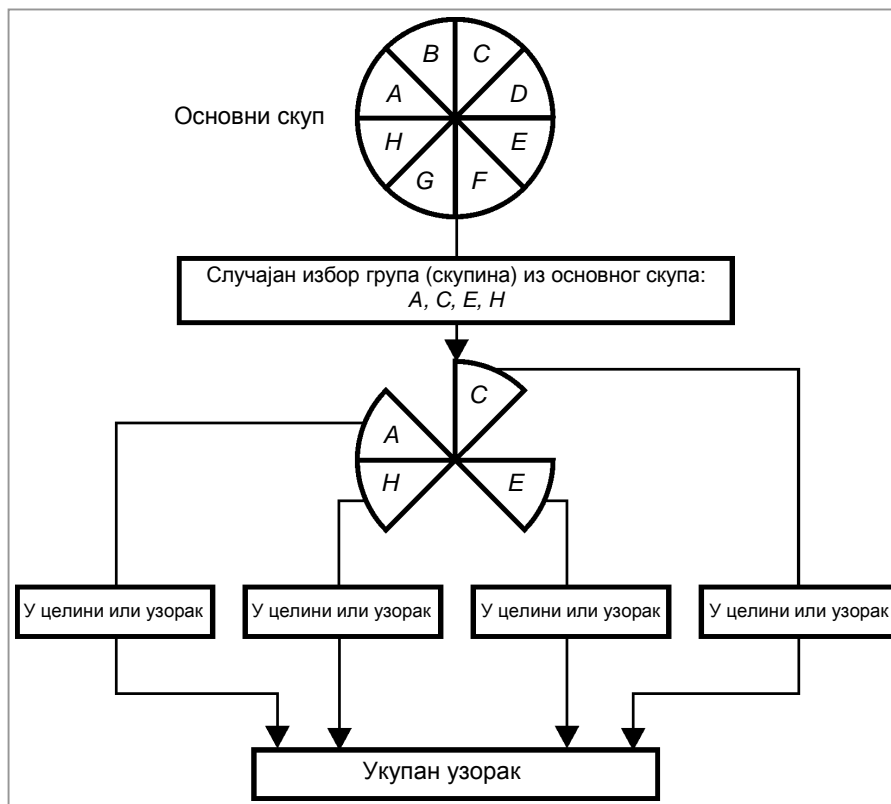 B C
A D
Основни скуп
H E
G F
Случајан избор група (скупина) из основног скупа:
A, C, E, H
C
A
H E
У целини или узорак У целини или узорак У целини или узорак У целини или узорак
Укупан узорак